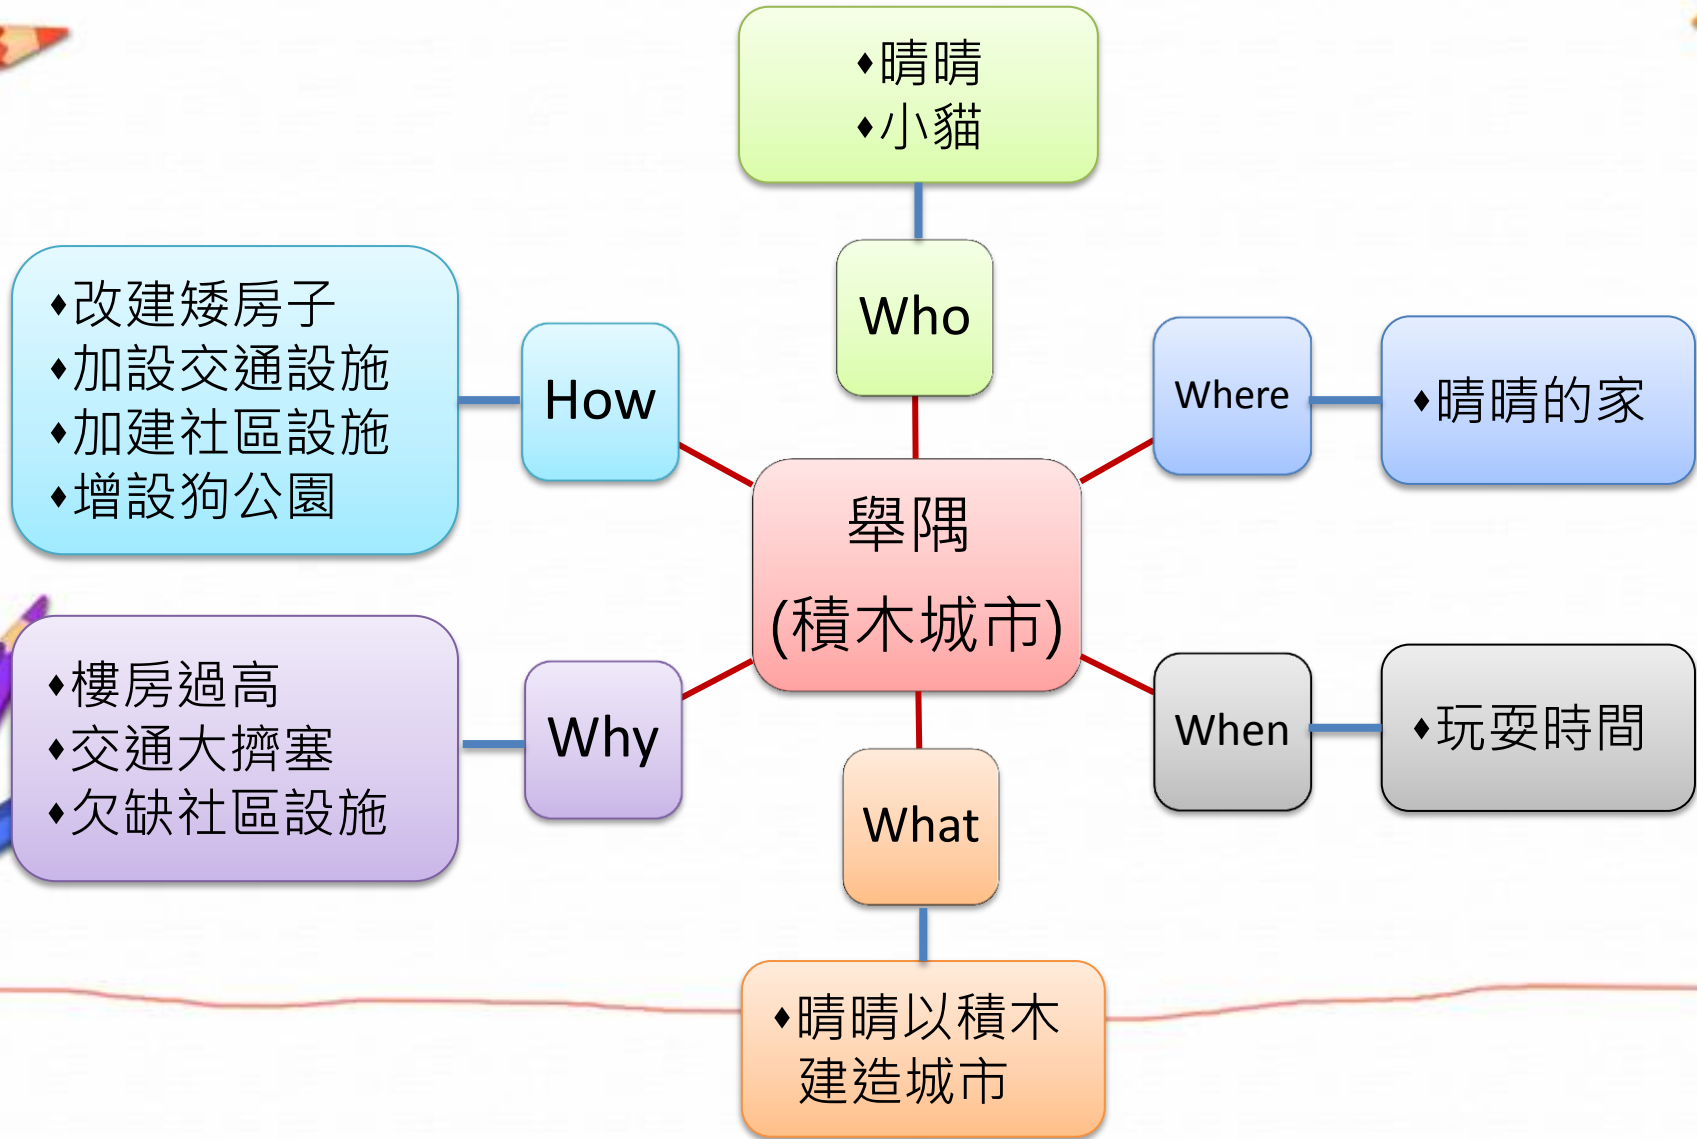 ♦晴晴
♦小貓
Who
♦改建矮房子
♦加設交通設施
♦加建社區設施
♦增設狗公園
How
Where
♦晴晴的家
舉隅
(積木城市)
♦樓房過高
♦交通大擠塞
♦欠缺社區設施
Why
When
♦玩耍時間
What
♦晴晴以積木
建造城市